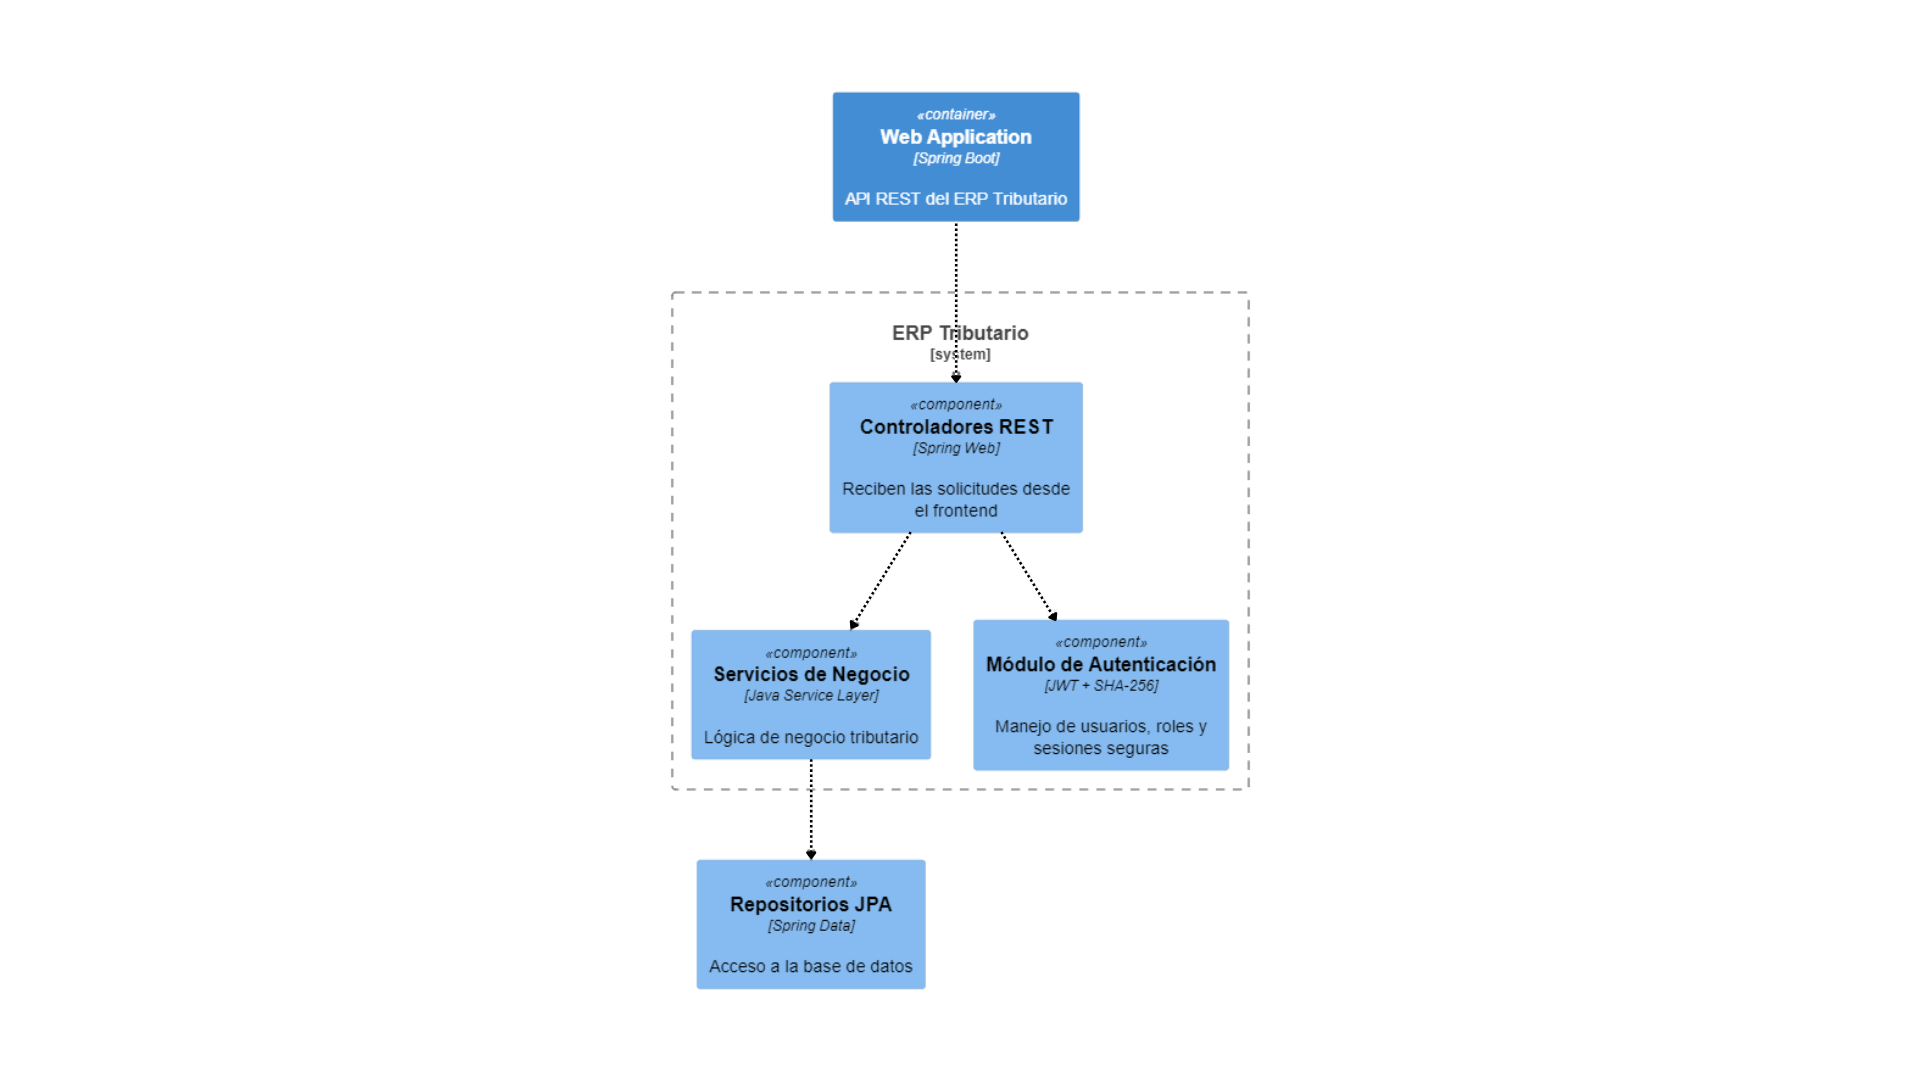 «container»
Web Application
[Spring Boot]
API REST del ERP Tributario
ERP Tributario
[system]
«component»
Controladores REST
[Spring Web]
Reciben las solicitudes desde
el frontend
«component»
Servicios de Negocio
[Java Service Layer]
Lógica de negocio tributario
«component»
Módulo de Autenticación
[JWT + SHA-256]
Manejo de usuarios, roles y
sesiones seguras
«component»
Repositorios JPA
[Spring Data]
Acceso a la base de datos